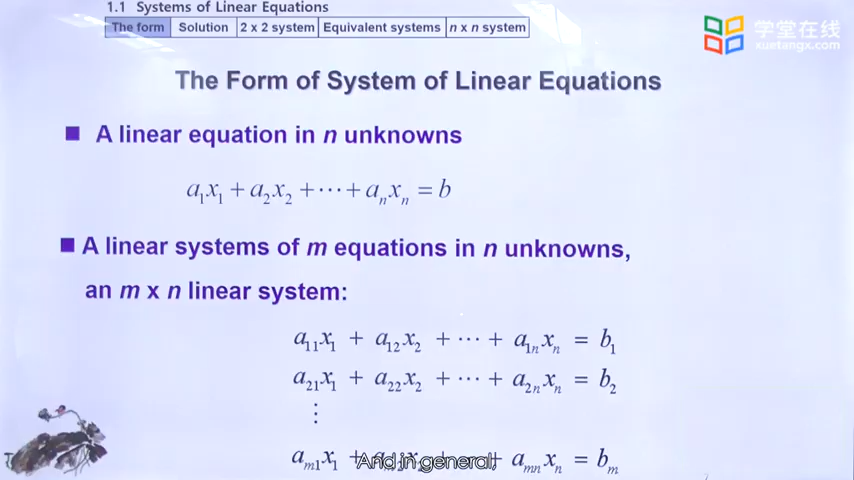 1.1 Systems of Linear Equations
The form Solution 2 x 2 system Equivalent systems n x n system
学堂在线
xuetangx.com
The Form of System of Linear Equations
■ A linear equation in n unknowns
a₁x₁ + a₂x₂ + ⋯ + aₙxₙ = b
■ A linear systems of m equations in n unknowns,
an m x n linear system:
a₁₁x₁ + a₁₂x₂ + ⋯ + a₁ₙxₙ = b₁
a₂₁x₁ + a₂₂x₂ + ⋯ + a₂ₙxₙ = b₂
⋮
aₘ₁x₁ + + aₘₙxₙ = bₘ
And in general,